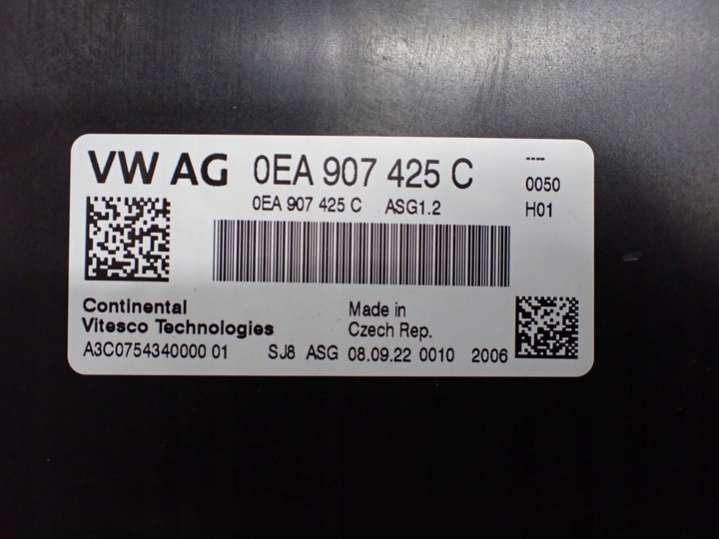 VW AG 0EA 907 425 C ----
0050
0EA 907 425 C ASG1.2 H01
Continental Made in
Vitesco Technologies Czech Rep.
A3C0754340000 01 SJ8 ASG 08.09.22 0010 2006